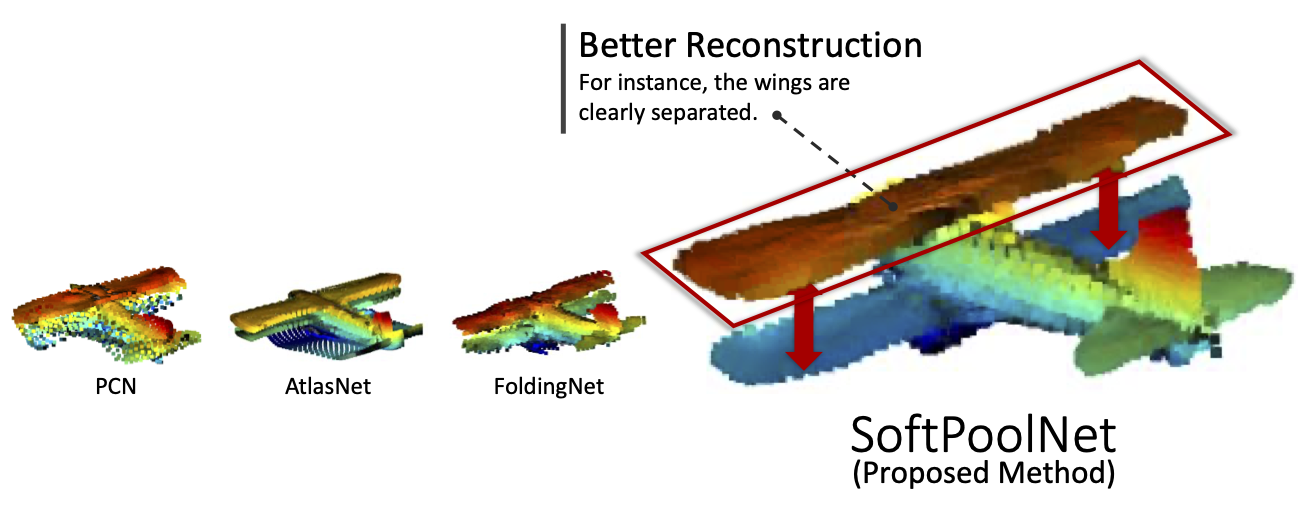 Better Reconstruction
For instance, the wings are
clearly separated.
PCN
AtlasNet
FoldingNet
SoftPoolNet
(Proposed Method)